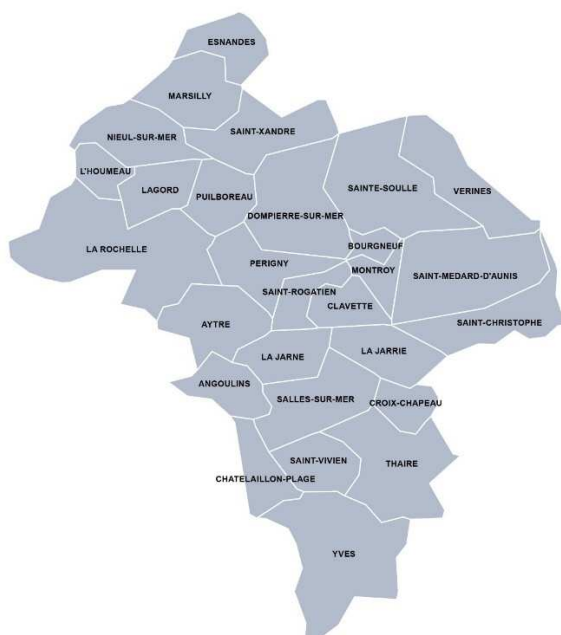 ESNANDES
MARSILLY
SAINT-XANDRE
NIEUL-SUR-MER
L'HOUMEAU
LAGORD
PUILBOREAU
SAINTE-SOULLE
VERINES
DOMPIERRE-SUR-MER
LA ROCHELLE
BOURGNEUF
PERIGNY
MONTROY
SAINT-MEDARD-D'AUNIS
SAINT-ROGATIEN
CLAVETTE
AYTRE
SAINT-CHRISTOPHE
LA JARNE
LA JARRIE
ANGOULINS
SALLES-SUR-MER
CROIX-CHAPEAU
SAINT-VIVIEN
THAIRE
CHATELAILLON-PLAGE
YVES